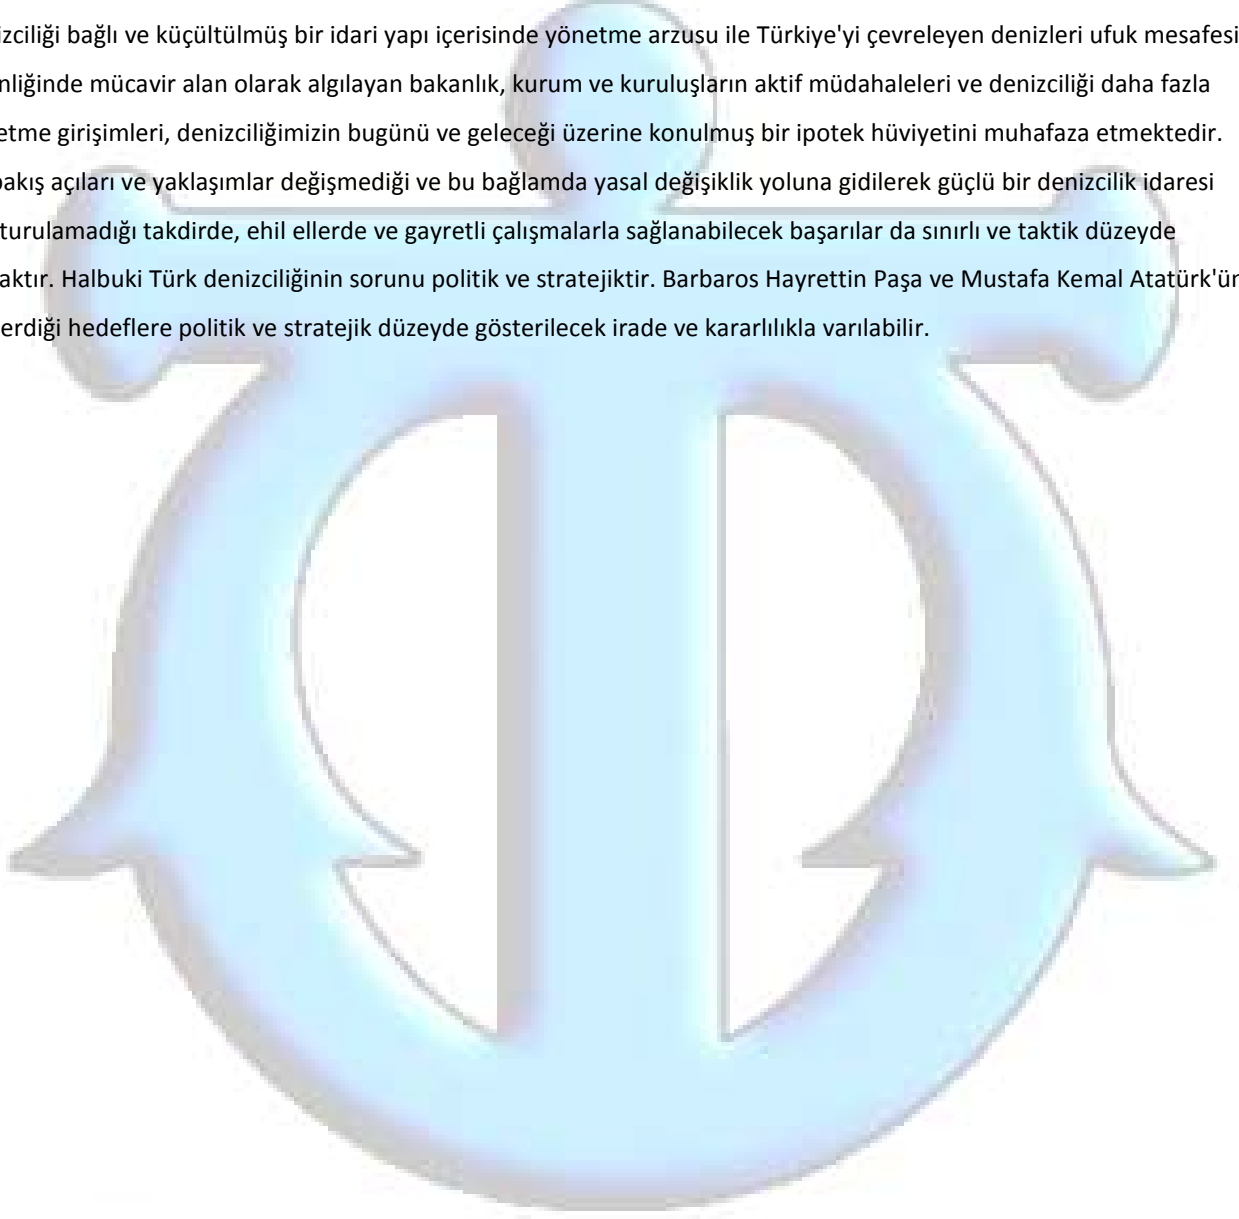 izciliği bağlı ve küçültülmüş bir idari yapı içerisinde yönetme arzusu ile Türkiye'yi çevreleyen denizleri ufuk mesafesi
nliğinde mücavir alan olarak algılayan bakanlık, kurum ve kuruluşların aktif müdahaleleri ve denizciliği daha fazla
etme girişimleri, denizciliğimizin bugünü ve geleceği üzerine konulmuş bir ipotek hüviyetini muhafaza etmektedir.
bakış açıları ve yaklaşımlar değişmediği ve bu bağlamda yasal değişiklik yoluna gidilerek güçlü bir denizcilik idaresi
turulamadığı takdirde, ehil ellerde ve gayretli çalışmalarla sağlanabilecek başarılar da sınırlı ve taktik düzeyde
aktır. Halbuki Türk denizciliğinin sorunu politik ve stratejiktir. Barbaros Hayrettin Paşa ve Mustafa Kemal Atatürk'ün
erdiği hedeflere politik ve stratejik düzeyde gösterilecek irade ve kararlılıkla varılabilir.